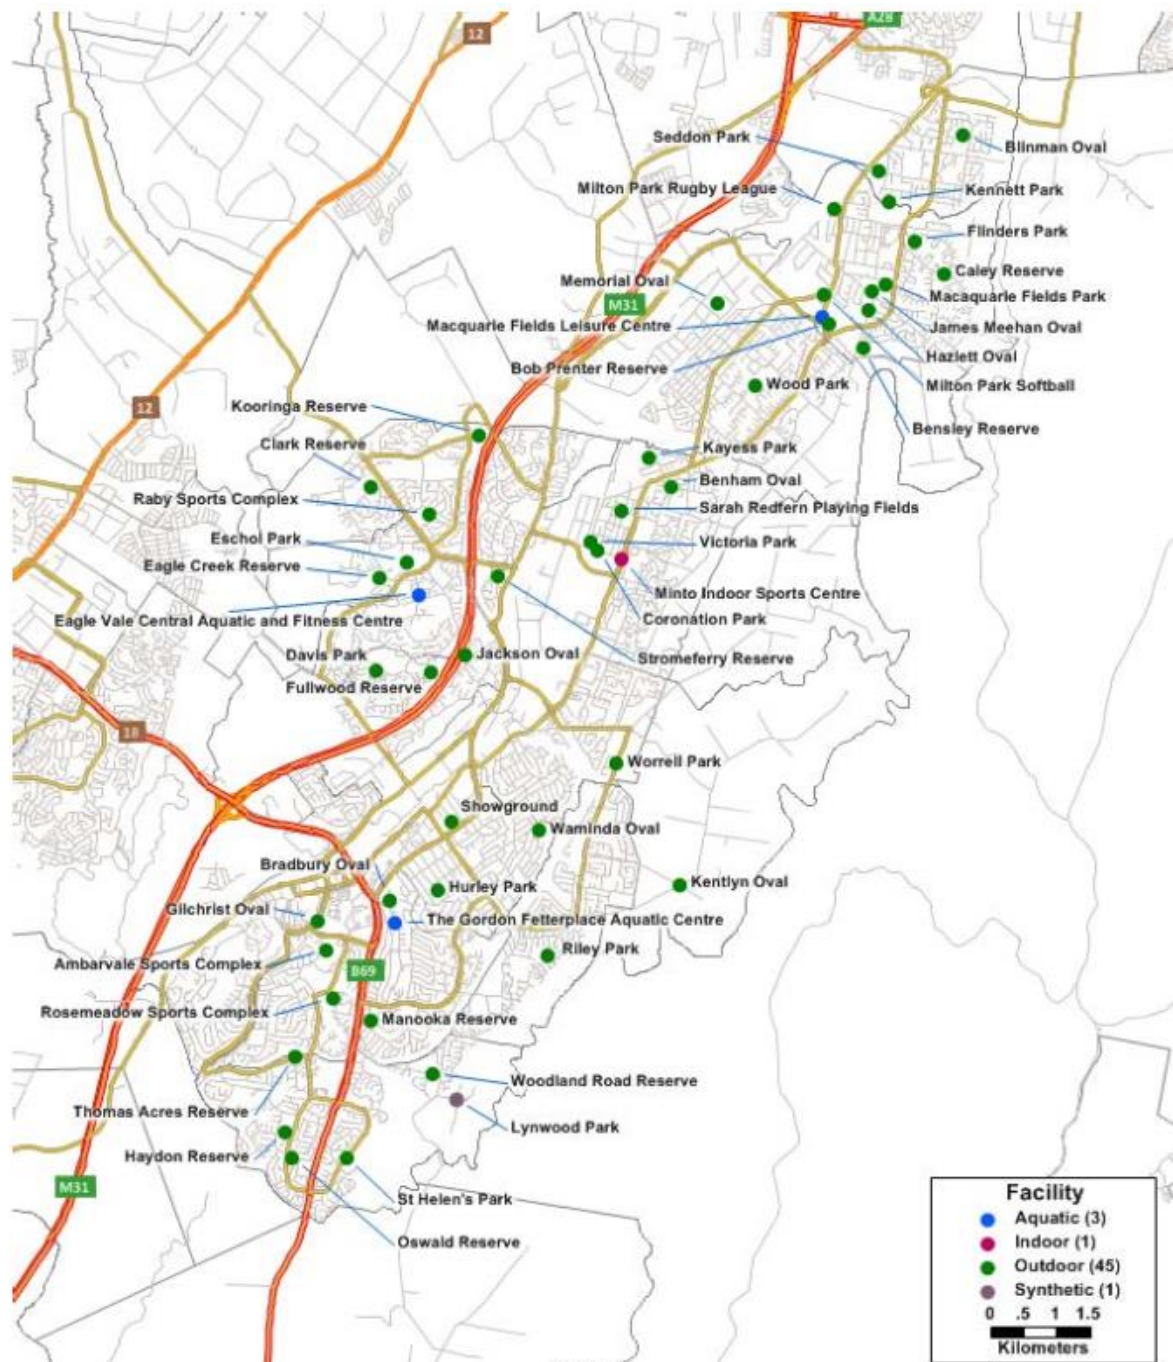 A28
12
Seddon Park
Blinman Oval
Milton Park Rugby League
Kennett Park
Flinders Park
Memorial Oval
Caley Reserve
M31
Macaquarie Fields Park
Macquarie Fields Leisure Centre
James Meehan Oval
Hazlett Oval
Bob Prenter Reserve
Wood Park
Milton Park Softball
12
Kooringa Reserve
Bensley Reserve
Clark Reserve
Kayess Park
Benham Oval
Raby Sports Complex
Sarah Redfern Playing Fields
Eschol Park
Victoria Park
Eagle Creek Reserve
Minto Indoor Sports Centre
Eagle Vale Central Aquatic and Fitness Centre
Coronation Park
Davis Park
Jackson Oval
Stromeferry Reserve
Fullwood Reserve
18
Worrell Park
Showground
Waminda Oval
Bradbury Oval
Hurley Park
Kentlyn Oval
Gilchrist Oval
The Gordon Fetterplace Aquatic Centre
Riley Park
Ambarvale Sports Complex
B69
Rosemeadow Sports Complex
Manooka Reserve
Woodland Road Reserve
Thomas Acres Reserve
Lynwood Park
Haydon Reserve
M31
St Helen's Park
Oswald Reserve
Facility
Aquatic (3)
Indoor (1)
Outdoor (45)
Synthetic (1)
0 .5 1 1.5
Kilometers